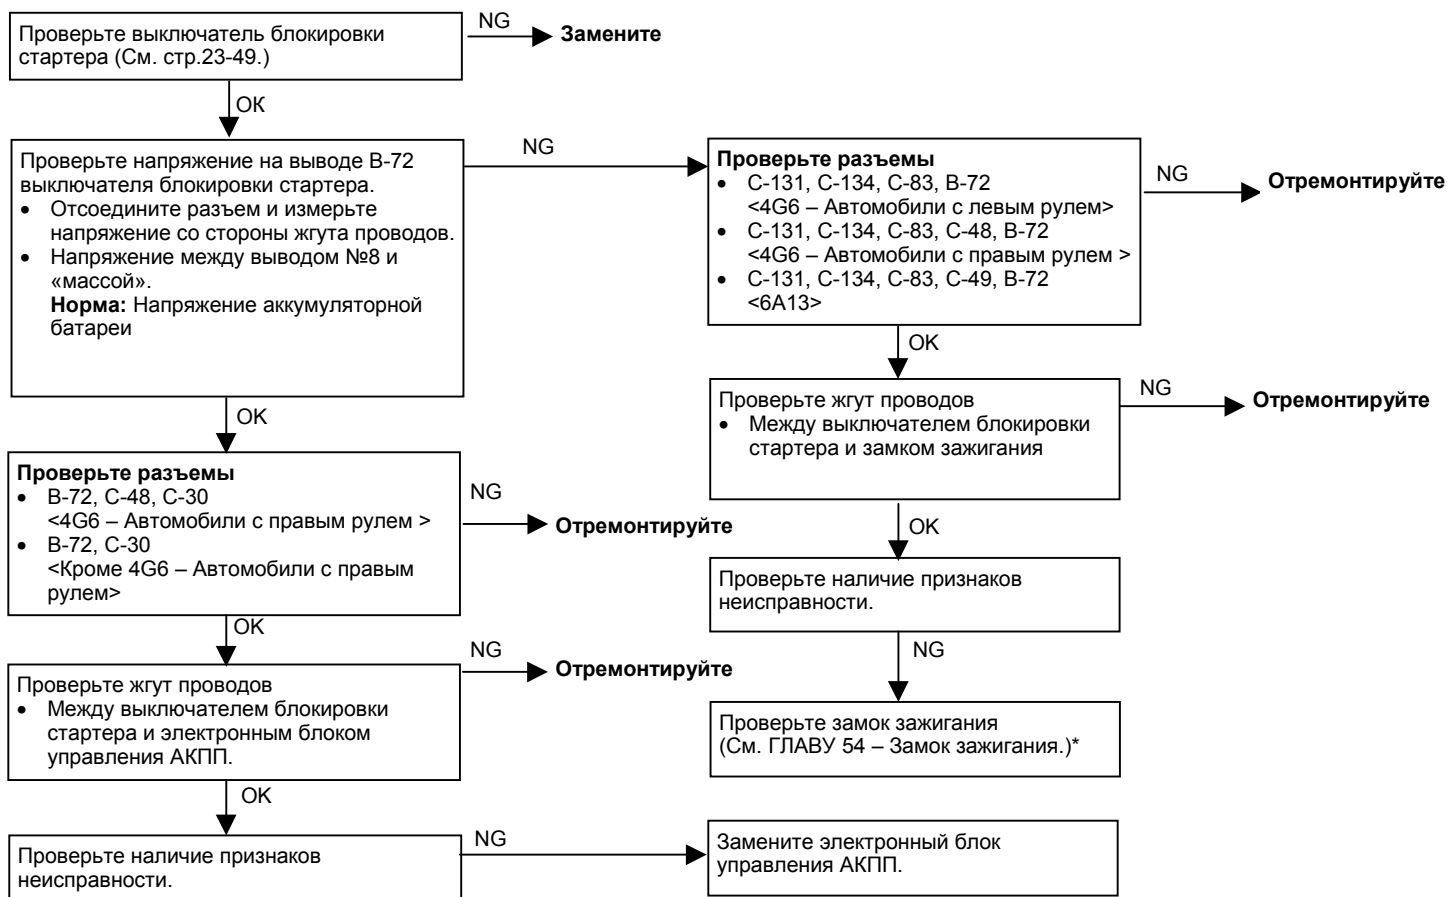 Проверьте выключатель блокировки
стартера (См. стр.23-49.)
NG
Замените
OK
Проверьте напряжение на выводе B-72
выключателя блокировки стартера.
• Отсоедините разъем и измерьте
напряжение со стороны жгута проводов.
• Напряжение между выводом №8 и
«массой».
Норма: Напряжение аккумуляторной
батареи
NG
Проверьте разъемы
• C-131, C-134, C-83, B-72
<4G6 – Автомобили с левым рулем>
• C-131, C-134, C-83, C-48, B-72
<4G6 – Автомобили с правым рулем >
• C-131, C-134, C-83, C-49, B-72
<6A13>
NG
Отремонтируйте
OK
Проверьте жгут проводов
• Между выключателем блокировки
стартера и замком зажигания
NG
Отремонтируйте
OK
Проверьте наличие признаков
неисправности.
NG
Проверьте замок зажигания
(См. ГЛАВУ 54 – Замок зажигания.)*
OK
Проверьте разъемы
• B-72, C-48, C-30
<4G6 – Автомобили с правым рулем >
• B-72, C-30
<Кроме 4G6 – Автомобили с правым
рулем>
NG
Отремонтируйте
OK
Проверьте жгут проводов
• Между выключателем блокировки
стартера и электронным блоком
управления АКПП.
NG
Отремонтируйте
OK
Проверьте наличие признаков
неисправности.
NG
Замените электронный блок
управления АКПП.